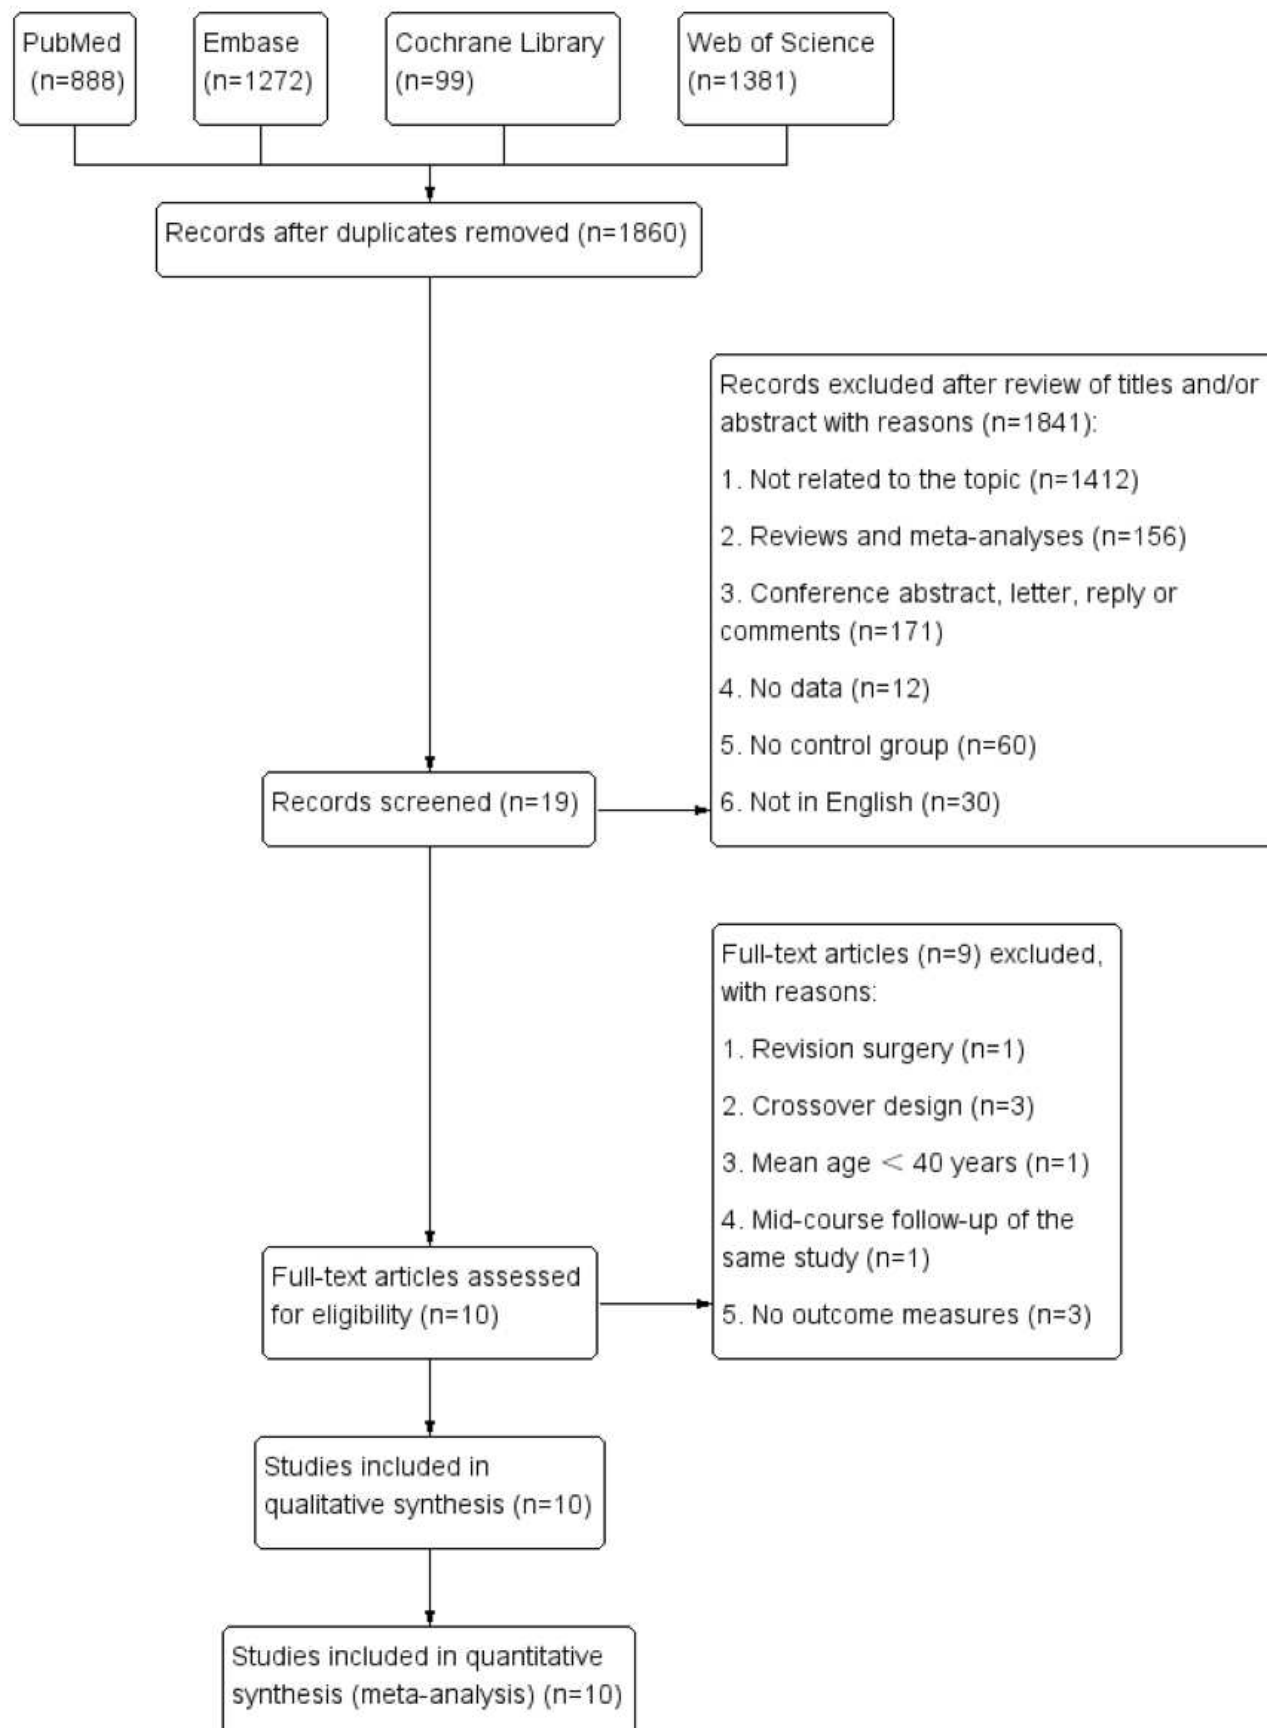 PubMed
(n=888)
Embase
(n=1272)
Cochrane Library
(n=99)
Web of Science
(n=1381)
Records after duplicates removed (n=1860)
Records excluded after review of titles and/or
abstract with reasons (n=1841):
1. Not related to the topic (n=1412)
2. Reviews and meta-analyses (n=156)
3. Conference abstract, letter, reply or
comments (n=171)
4. No data (n=12)
5. No control group (n=60)
6. Not in English (n=30)
Records screened (n=19)
Full-text articles (n=9) excluded,
with reasons:
1. Revision surgery (n=1)
2. Crossover design (n=3)
3. Mean age < 40 years (n=1)
4. Mid-course follow-up of the
same study (n=1)
5. No outcome measures (n=3)
Full-text articles assessed
for eligibility (n=10)
Studies included in
qualitative synthesis (n=10)
Studies included in quantitative
synthesis (meta-analysis) (n=10)